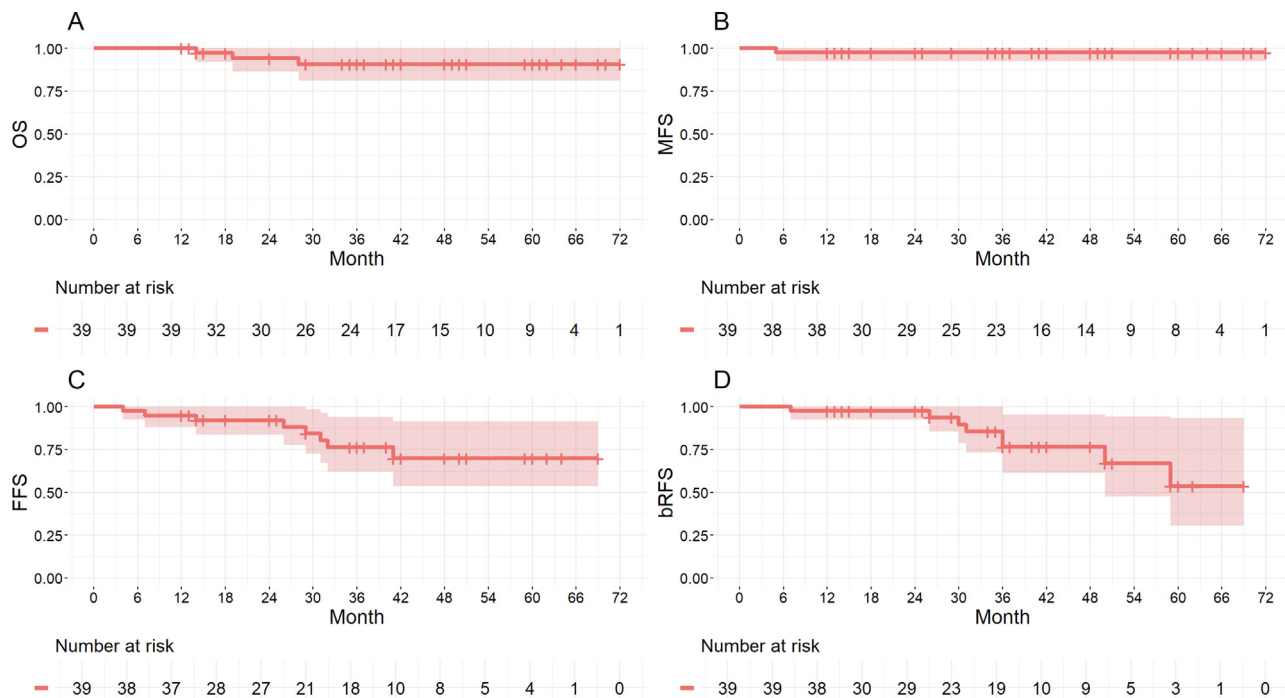 A
1.00
0.75
0.50
0.25
0.00
OS
0 6 12 18 24 30 36 42 48 54 60 66 72
Month
Number at risk
39 39 39 32 30 26 24 17 15 10 9 4 1
B
1.00
0.75
0.50
0.25
0.00
MFS
0 6 12 18 24 30 36 42 48 54 60 66 72
Month
Number at risk
39 38 38 30 29 25 23 16 14 9 8 4 1
C
1.00
0.75
0.50
0.25
0.00
FFS
0 6 12 18 24 30 36 42 48 54 60 66 72
Month
Number at risk
39 38 37 28 27 21 18 10 8 5 4 1 0
D
1.00
0.75
0.50
0.25
0.00
bRFS
0 6 12 18 24 30 36 42 48 54 60 66 72
Month
Number at risk
39 39 38 30 29 23 19 10 9 5 3 1 0